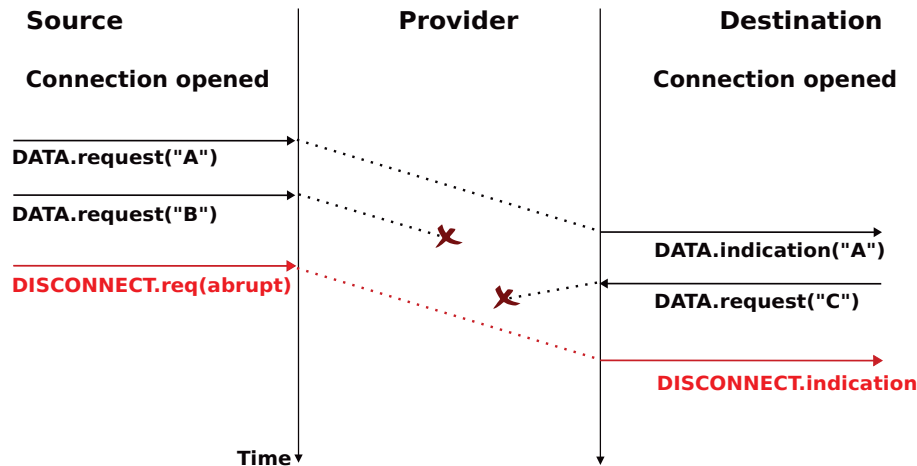 Source
Provider
Destination
Connection opened
Connection opened
DATA.request("A")
DATA.request("B")
DATA.indication("A")
DISCONNECT.req(abrupt)
DATA.request("C")
DISCONNECT.indication
Time